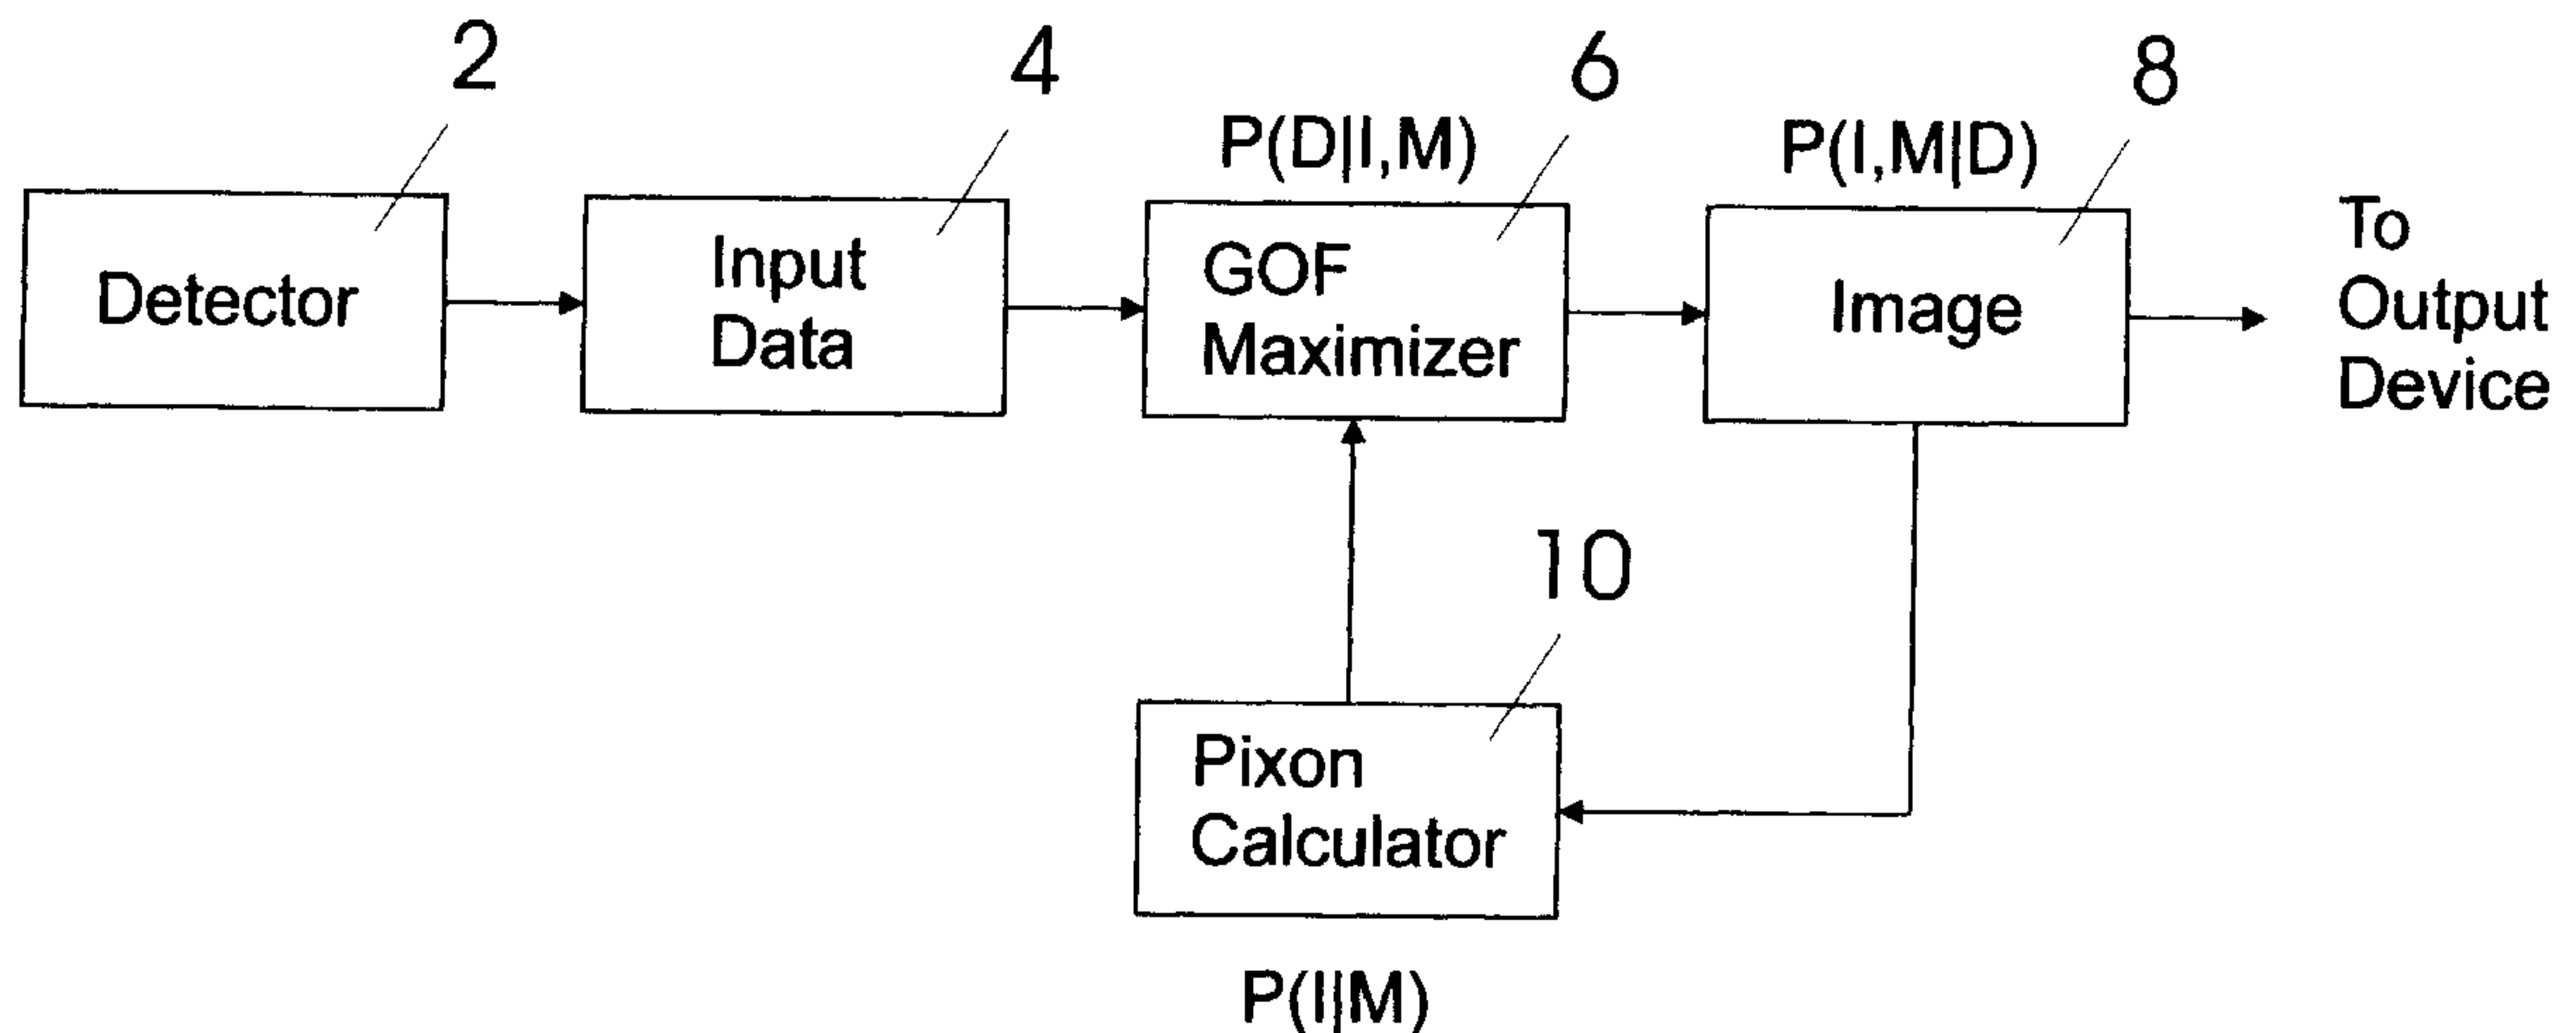 2
4
6
8
P(D|I,M)
P(I,M|D)
Detector
Input
Data
GOF
Maximizer
Image
To
Output
Device
10
Pixon
Calculator
P(I|M)